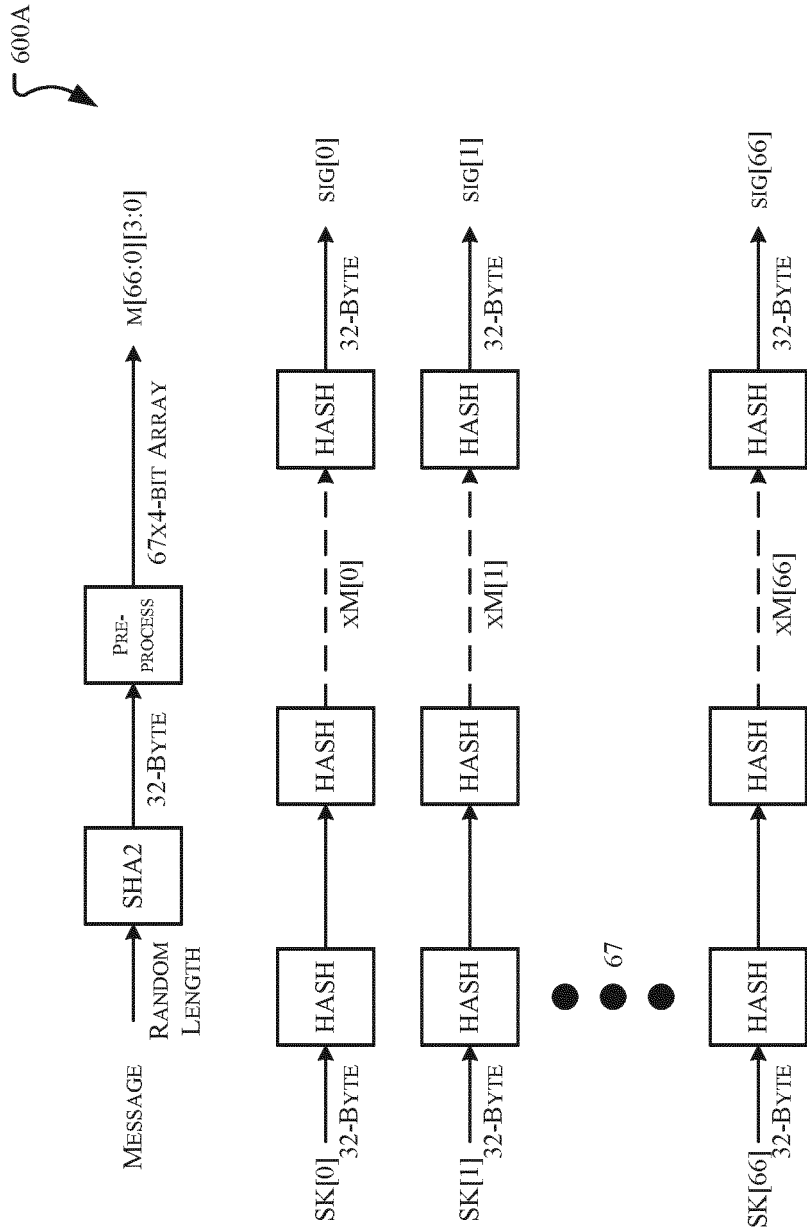 600A
MESSAGE
RANDOM
LENGTH
SHA2
32-BYTE
PRE-
PROCESS
67X4-BIT ARRAY
M[66:0][3:0]
SK[0]
32-BYTE
HASH
HASH
XM[0]
HASH
32-BYTE
SIG[0]
SK[1]
32-BYTE
HASH
HASH
XM[1]
HASH
32-BYTE
SIG[1]
67
SK[66]
32-BYTE
HASH
HASH
XM[66]
HASH
32-BYTE
SIG[66]